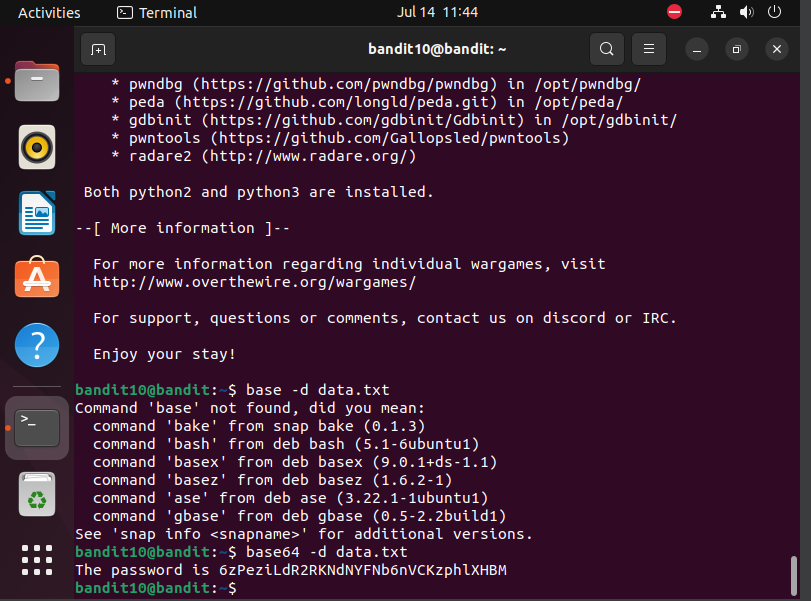 Activities Terminal Jul 14 11:44
bandit10@bandit: ~
* pwndbg (https://github.com/pwndbg/pwndbg) in /opt/pwndbg/
* peda (https://github.com/longld/peda.git) in /opt/peda/
* gdbinit (https://github.com/gdbinit/Gdbinit) in /opt/gdbinit/
* pwntools (https://github.com/Gallopsled/pwntools)
* radare2 (http://www.radare.org/)
Both python2 and python3 are installed.
--[ More information ]--
For more information regarding individual wargames, visit
http://www.overthewire.org/wargames/
For support, questions or comments, contact us on discord or IRC.
Enjoy your stay!
bandit10@bandit:~$ base -d data.txt
Command 'base' not found, did you mean:
command 'bake' from snap bake (0.1.3)
command 'bash' from deb bash (5.1-6ubuntu1)
command 'basex' from deb basex (9.0.1+ds-1.1)
command 'basez' from deb basez (1.6.2-1)
command 'ase' from deb ase (3.22.1-1ubuntu1)
command 'gbase' from deb gbase (0.5-2.2build1)
See 'snap info <snapname>' for additional versions.
bandit10@bandit:~$ base64 -d data.txt
The password is 6zPeziLdR2RKNdNYFNb6nVCKzphlXHBM
bandit10@bandit:~$